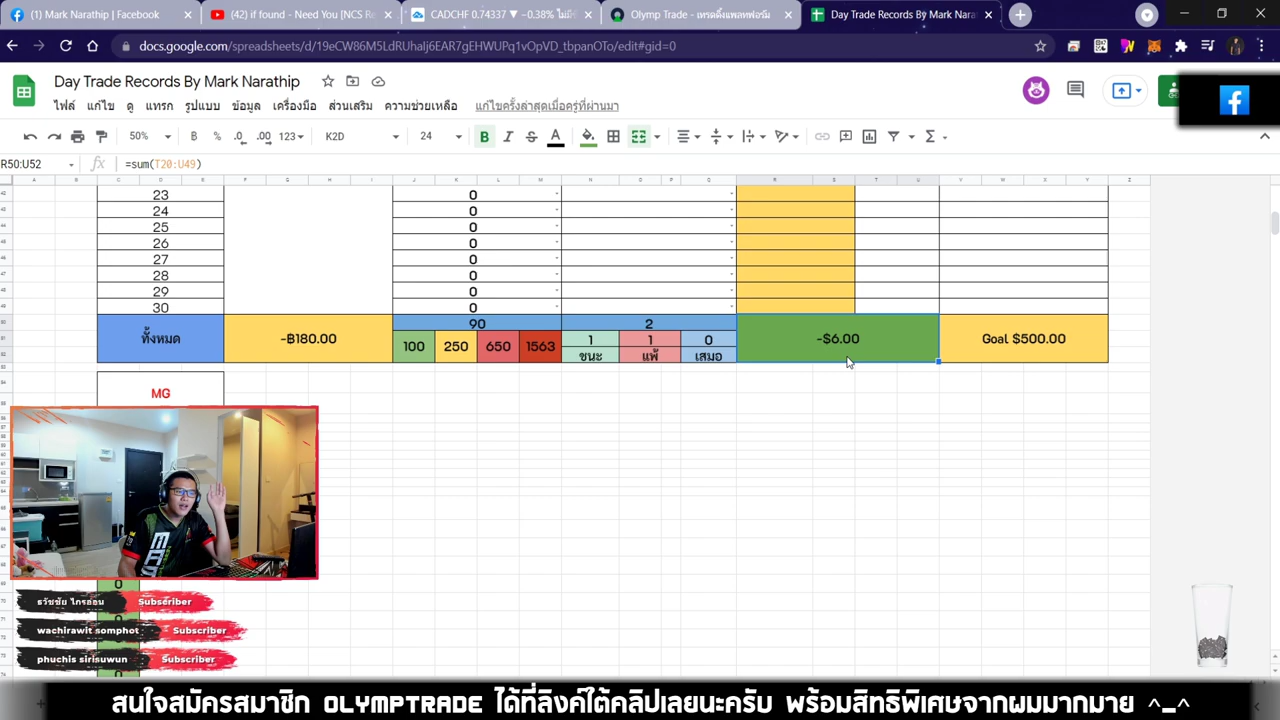 (1) Mark Narathip | Facebook
(42) if found - Need You [NCS Re
CADCHF 0.74337 ▼ −0.38% ไม่มีชื่
Olymp Trade - เทรดดิ้งแพลทฟอร์ม
Day Trade Records By Mark Narat
docs.google.com/spreadsheets/d/19eCW86M5LdRUhaIj6EAR7gEHWUPq1vOpVD_tbpanOTo/edit#gid=0
Day Trade Records By Mark Narathip
ไฟล์ แก้ไข ดู แทรก รูปแบบ ข้อมูล เครื่องมือ ส่วนเสริม ความช่วยเหลือ แก้ไขครั้งล่าสุดเมื่อครู่ที่ผ่านมา
50% ฿ % .0 .00 123 K2D 24 B I S A
R50:U52 fx =sum(T20:U49)
A B C D E F G H I J K L M N O P Q R S T U V W X Y Z
23 0
24 0
25 0
26 0
27 0
28 0
29 0
30 0
ทั้งหมด -฿180.00 90 2 -$6.00 Goal $500.00
100 250 650 1563 1 1 0
ชนะ แพ้ เสมอ
MG
0
ธวัชชัย ไกรอ่อน Subscriber
wachirawit somphot Subscriber
phuchis sirisuwun Subscriber
สนใจสมัครสมาชิก OLYMPTRADE ได้ที่ลิงค์ใต้คลิปเลยนะครับ พร้อมสิทธิพิเศษจากผมมากมาย ^_^